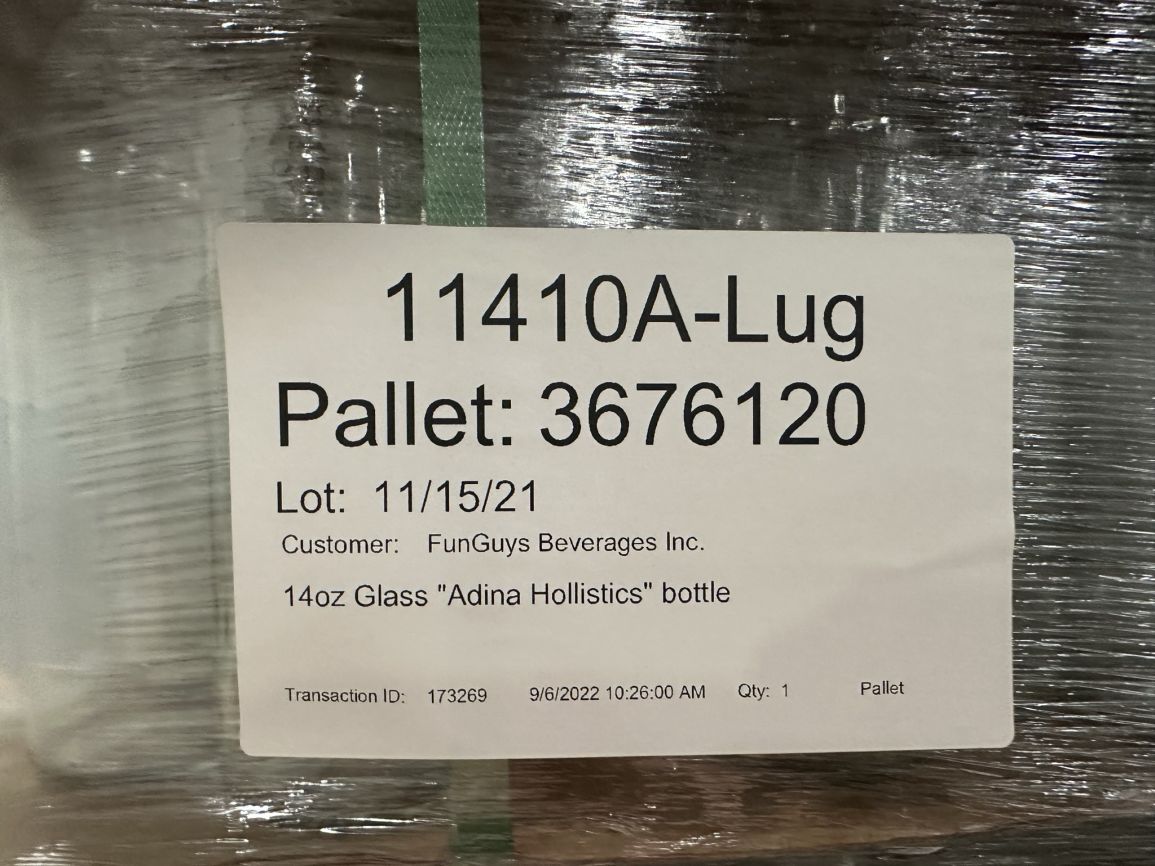 11410A-Lug
Pallet: 3676120
Lot: 11/15/21
Customer: FunGuys Beverages Inc.
14oz Glass "Adina Hollistics" bottle
Transaction ID: 173269 9/6/2022 10:26:00 AM Qty: 1 Pallet